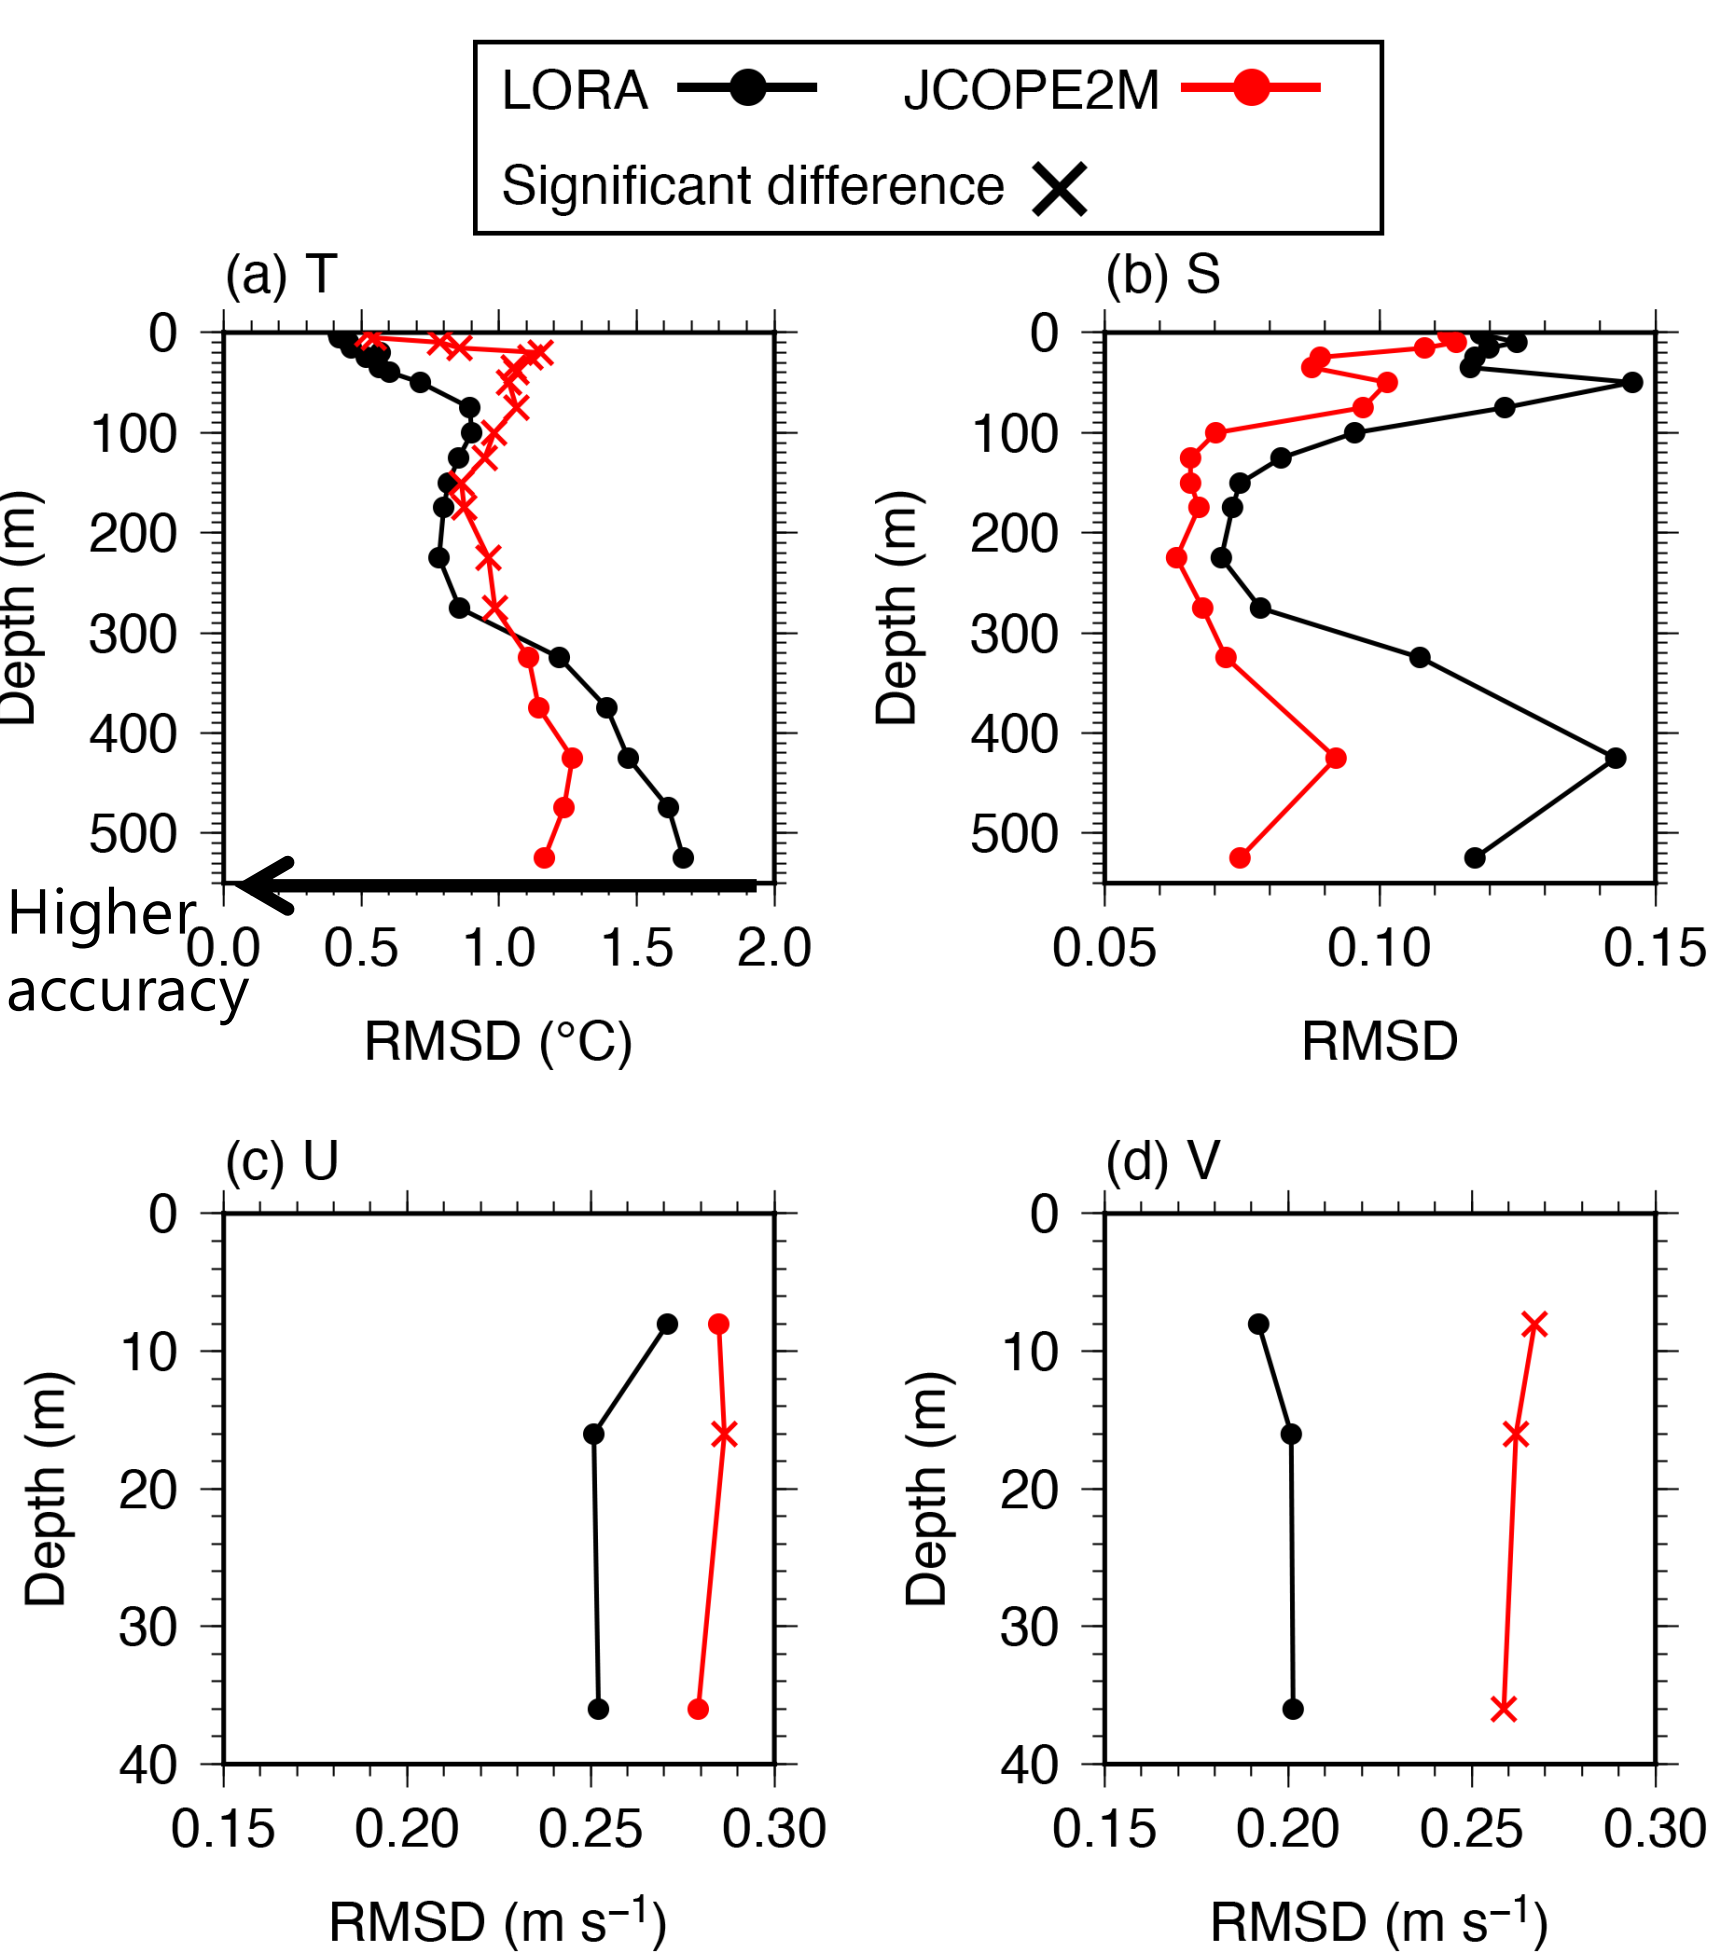 LORA JCOPE2M
Significant difference
(a) T
0
100
200
300
400
500
Depth (m)
Higher
accuracy
0.0 0.5 1.0 1.5 2.0
RMSD (°C)
(b) S
0
100
200
300
400
500
Depth (m)
0.05 0.10 0.15
RMSD
(c) U
0
10
20
30
40
Depth (m)
0.15 0.20 0.25 0.30
RMSD (m s⁻¹)
(d) V
0
10
20
30
40
Depth (m)
0.15 0.20 0.25 0.30
RMSD (m s⁻¹)